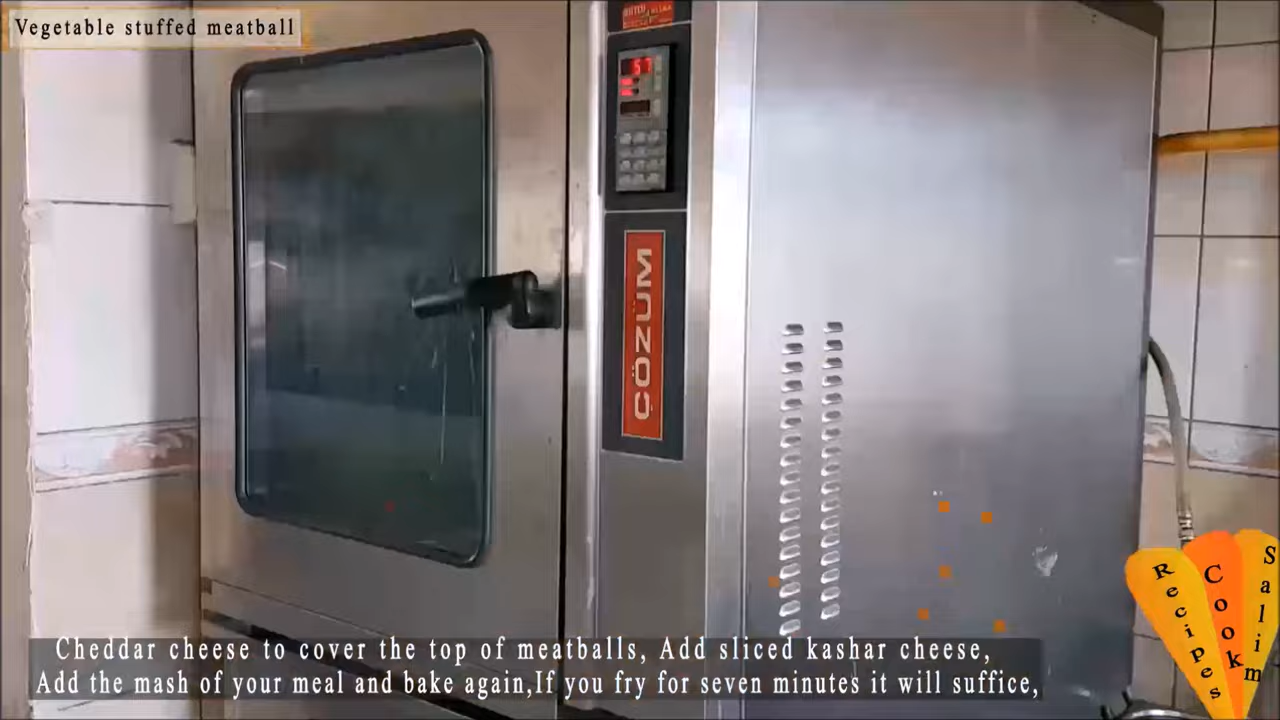 Vegetable stuffed meatball
ÇÖZÜM
Cheddar cheese to cover the top of meatballs, Add sliced kashar cheese,
Add the mash of your meal and bake again,If you fry for seven minutes it will suffice,
Recipes
Cook
Salim